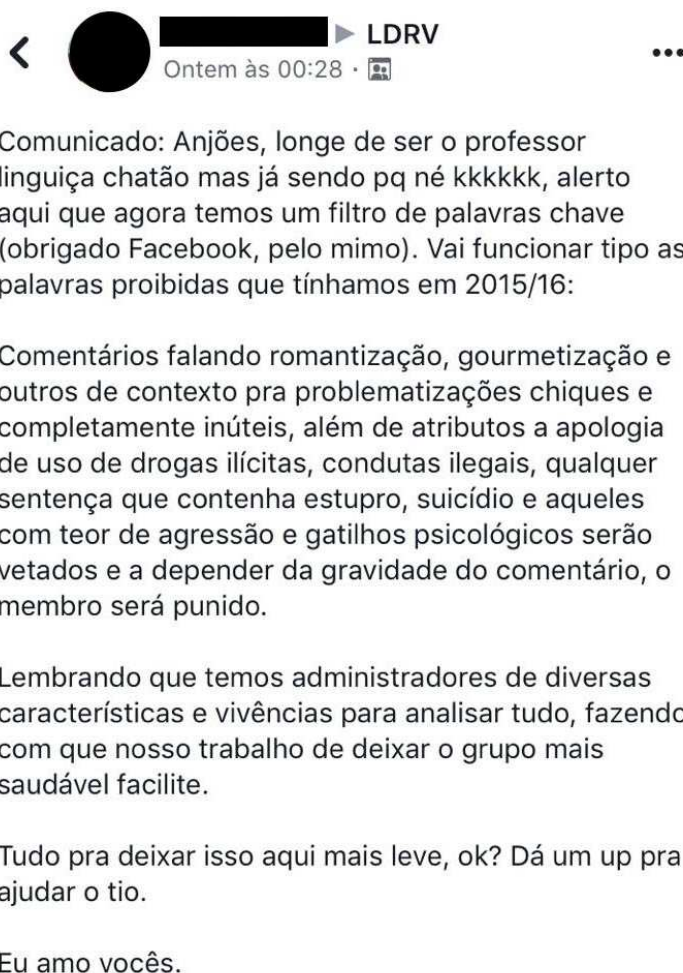 LDRV
Ontem às 00:28 ·
Comunicado: Anjões, longe de ser o professor
linguiça chatão mas já sendo pq né kkkkkk, alerto
aqui que agora temos um filtro de palavras chave
(obrigado Facebook, pelo mimo). Vai funcionar tipo as
palavras proibidas que tínhamos em 2015/16:
Comentários falando romantização, gourmetização e
outros de contexto pra problematizações chiques e
completamente inúteis, além de atributos a apologia
de uso de drogas ilícitas, condutas ilegais, qualquer
sentença que contenha estupro, suicídio e aqueles
com teor de agressão e gatilhos psicológicos serão
vetados e a depender da gravidade do comentário, o
membro será punido.
Lembrando que temos administradores de diversas
características e vivências para analisar tudo, fazendo
com que nosso trabalho de deixar o grupo mais
saudável facilite.
Tudo pra deixar isso aqui mais leve, ok? Dá um up pra
ajudar o tio.
Eu amo vocês.